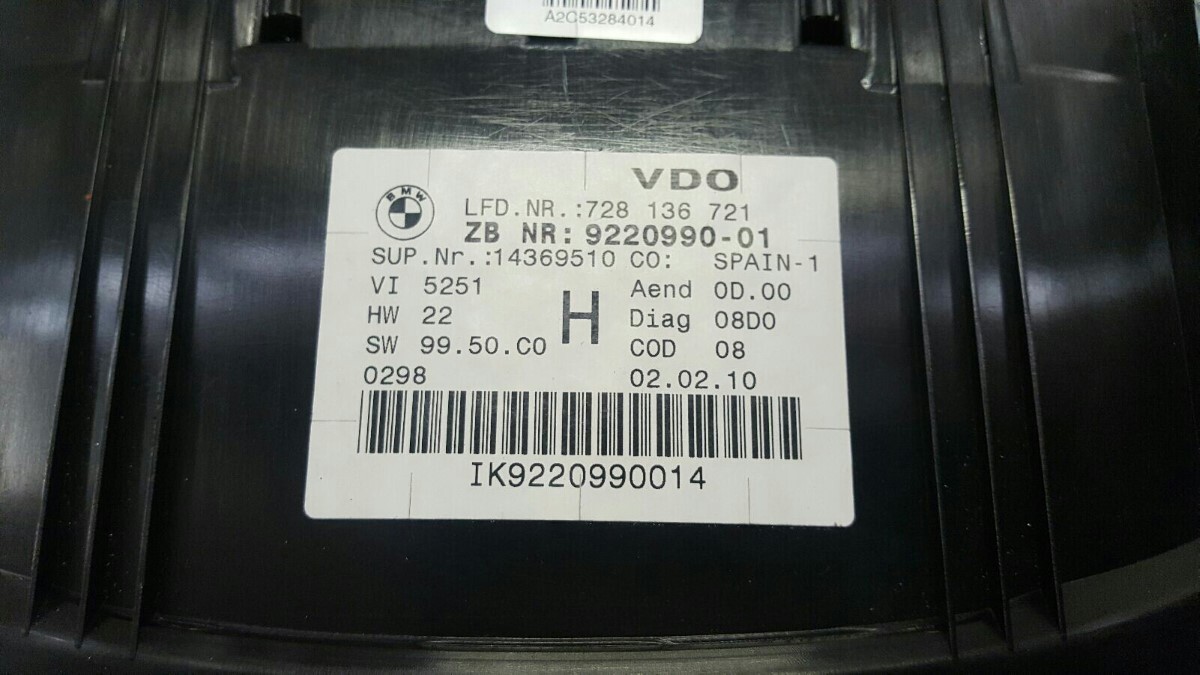 A2C53284014
VDO
BMW
LFD.NR.:728 136 721
ZB NR: 9220990-01
SUP.Nr.:14369510 CO: SPAIN-1
VI 5251 Aend 0D.00
H
HW 22 Diag 08D0
SW 99.50.C0 COD 08
0298 02.02.10
IK9220990014